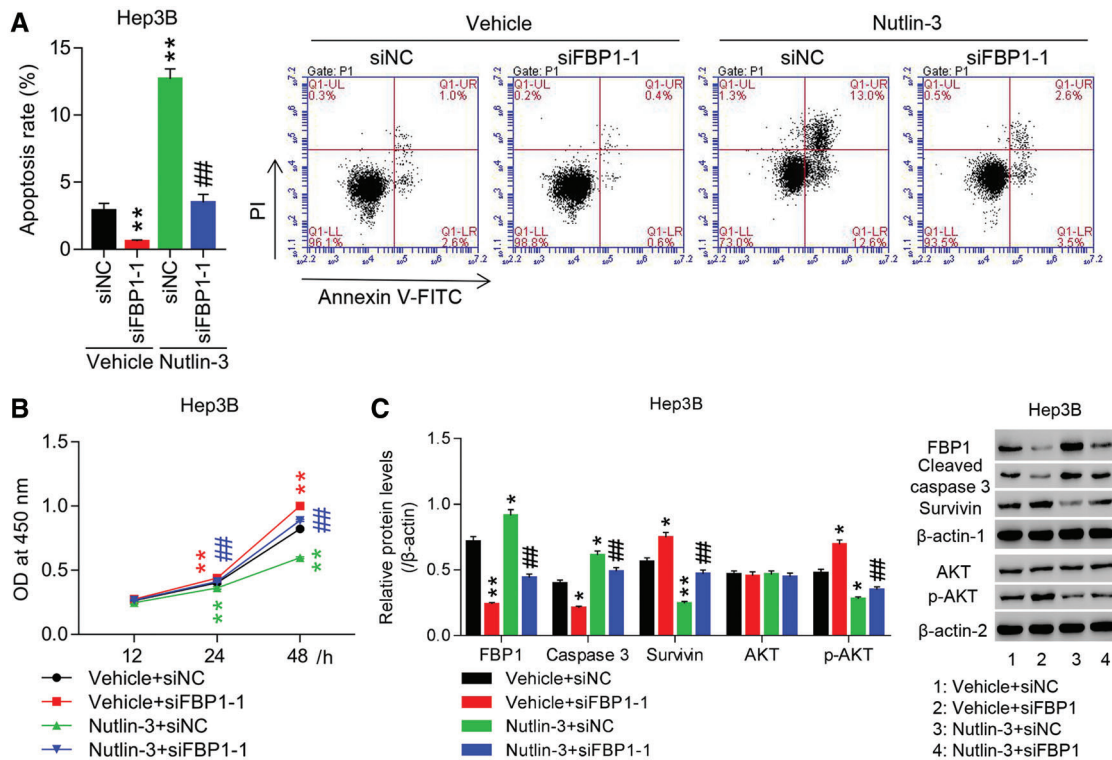 A
Hep3B
Apoptosis rate (%)
15
10
5
0
**
**
##
siNC
siFBP1-1
siNC
siFBP1-1
Vehicle
Nutlin-3
Vehicle
Nutlin-3
siNC
siFBP1-1
siNC
siFBP1-1
Gate: P1
Q1-UL
0.3%
Q1-UR
1.0%
Q1-LL
96.1%
Q1-LR
2.6%
Gate: P1
Q1-UL
0.2%
Q1-UR
0.4%
Q1-LL
98.8%
Q1-LR
0.6%
Gate: P1
Q1-UL
1.3%
Q1-UR
13.0%
Q1-LL
73.0%
Q1-LR
12.6%
Gate: P1
Q1-UL
0.5%
Q1-UR
2.6%
Q1-LL
93.5%
Q1-LR
3.5%
PI
Annexin V-FITC
B
Hep3B
OD at 450 nm
1.5
1.0
0.5
0.0
**
##
**
**
##
**
12
24
48
/h
Vehicle+siNC
Vehicle+siFBP1-1
Nutlin-3+siNC
Nutlin-3+siFBP1-1
C
Hep3B
Relative protein levels
(/β-actin)
1.5
1.0
0.5
0.0
**
*
##
*
*
##
*
**
##
*
*
##
FBP1
Caspase 3
Survivin
AKT
p-AKT
Vehicle+siNC
Vehicle+siFBP1-1
Nutlin-3+siNC
Nutlin-3+siFBP1-1
Hep3B
FBP1
Cleaved
caspase 3
Survivin
β-actin-1
AKT
p-AKT
β-actin-2
1 2 3 4
1: Vehicle+siNC
2: Vehicle+siFBP1
3: Nutlin-3+siNC
4: Nutlin-3+siFBP1